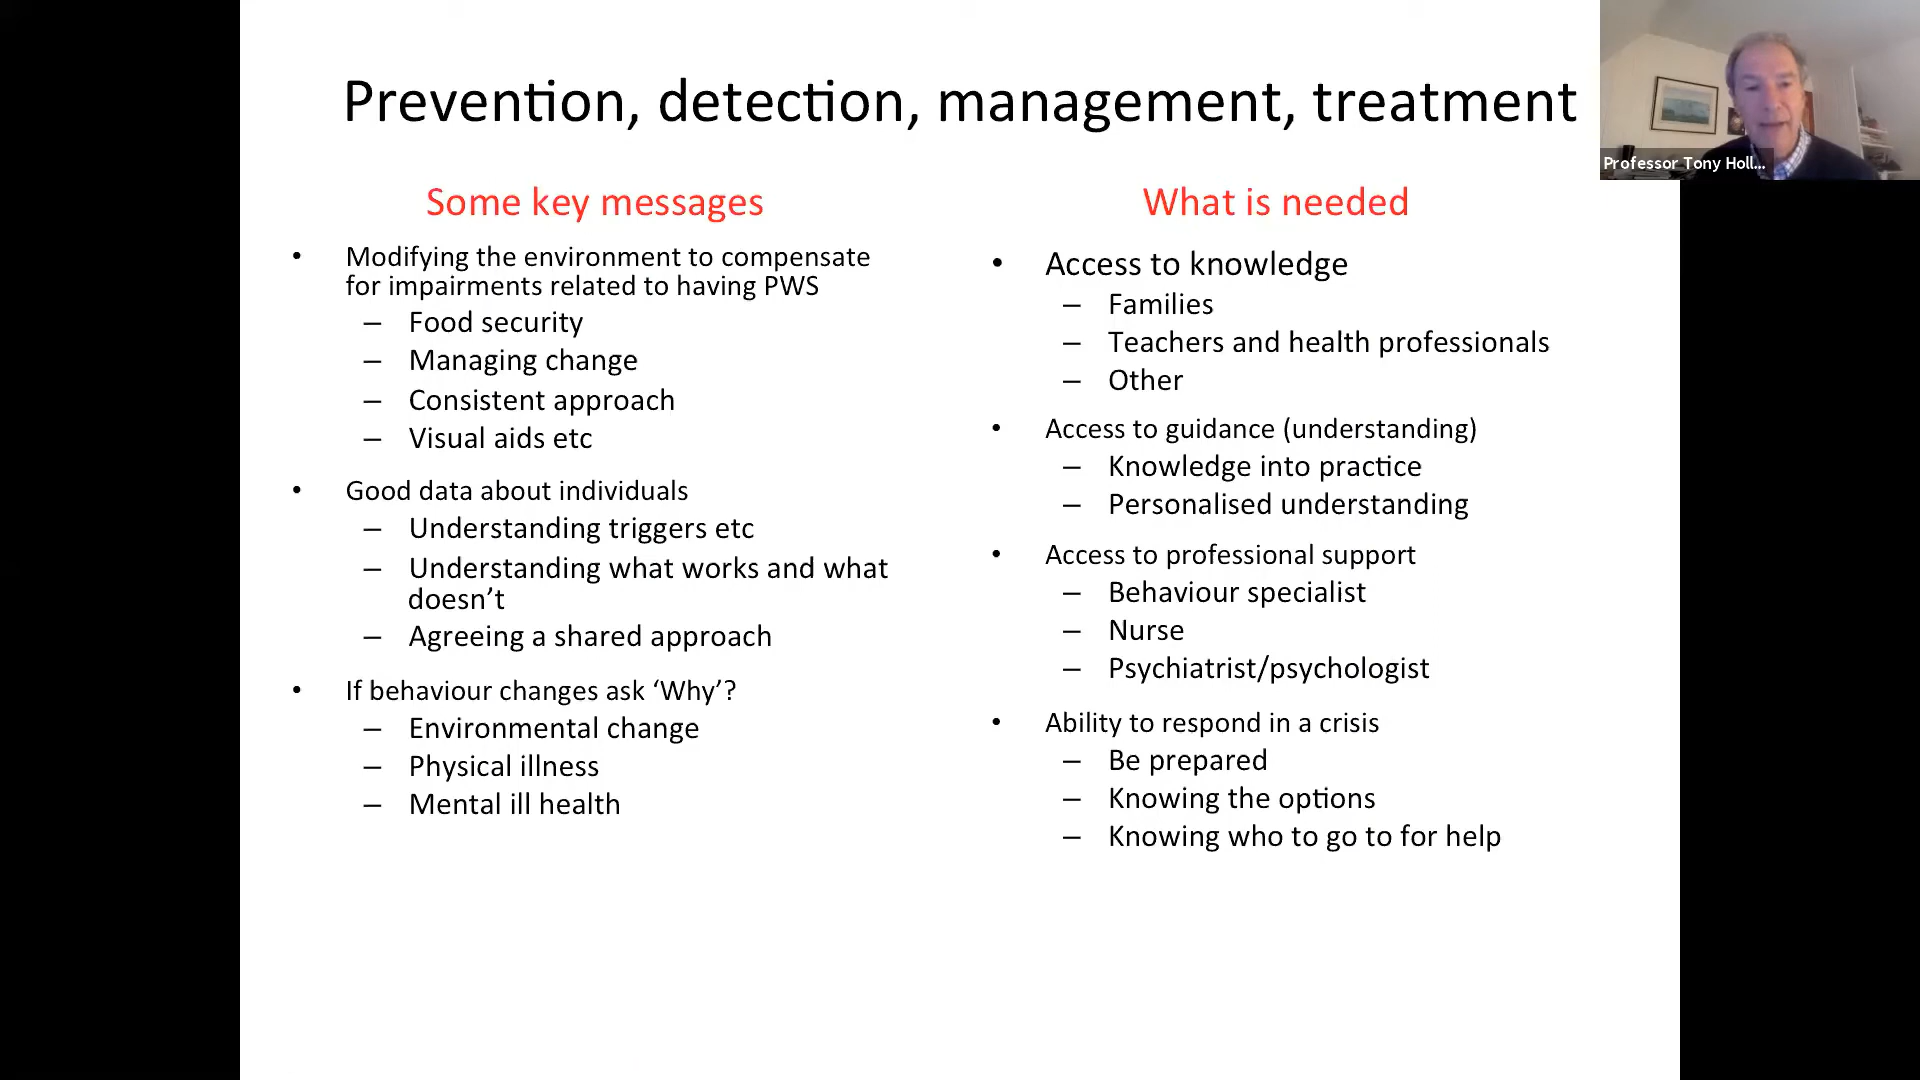 Prevention, detection, management, treatment
Professor Tony Holl...
Some key messages
• Modifying the environment to compensate
for impairments related to having PWS
– Food security
– Managing change
– Consistent approach
– Visual aids etc
• Good data about individuals
– Understanding triggers etc
– Understanding what works and what
doesn’t
– Agreeing a shared approach
• If behaviour changes ask ‘Why’?
– Environmental change
– Physical illness
– Mental ill health
What is needed
• Access to knowledge
– Families
– Teachers and health professionals
– Other
• Access to guidance (understanding)
– Knowledge into practice
– Personalised understanding
• Access to professional support
– Behaviour specialist
– Nurse
– Psychiatrist/psychologist
• Ability to respond in a crisis
– Be prepared
– Knowing the options
– Knowing who to go to for help